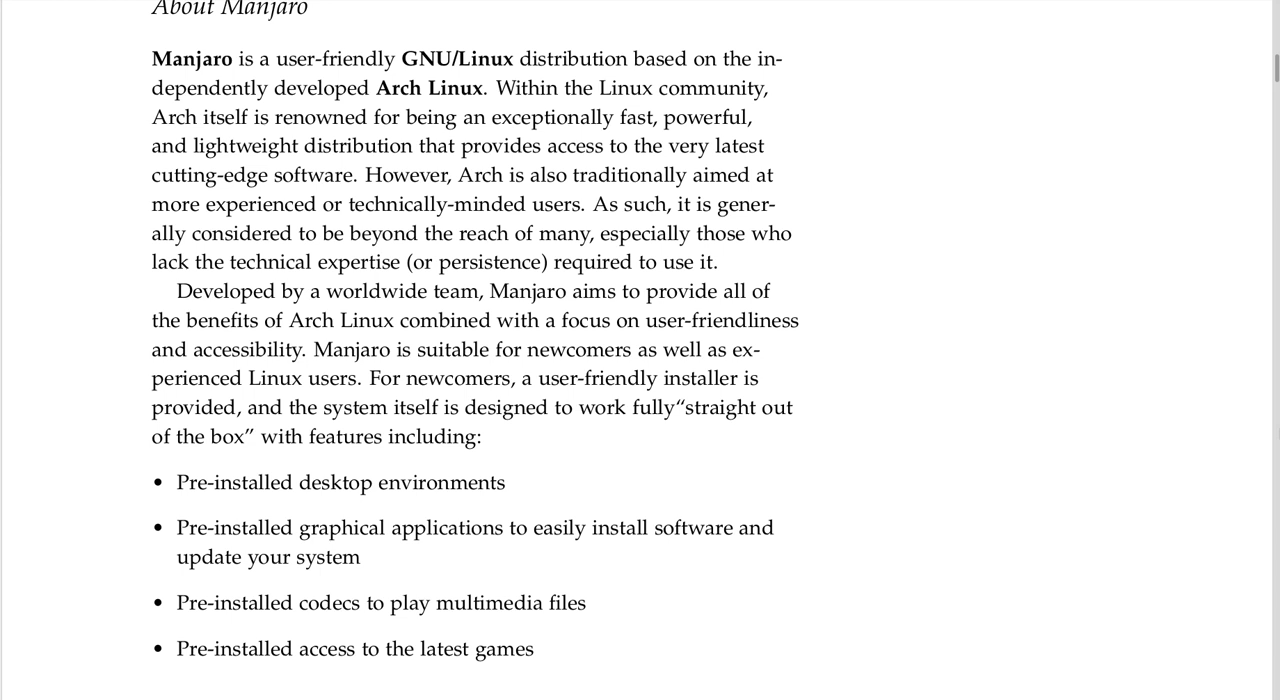 About Manjaro
Manjaro is a user-friendly GNU/Linux distribution based on the in-
dependently developed Arch Linux. Within the Linux community,
Arch itself is renowned for being an exceptionally fast, powerful,
and lightweight distribution that provides access to the very latest
cutting-edge software. However, Arch is also traditionally aimed at
more experienced or technically-minded users. As such, it is gener-
ally considered to be beyond the reach of many, especially those who
lack the technical expertise (or persistence) required to use it.
Developed by a worldwide team, Manjaro aims to provide all of
the benefits of Arch Linux combined with a focus on user-friendliness
and accessibility. Manjaro is suitable for newcomers as well as ex-
perienced Linux users. For newcomers, a user-friendly installer is
provided, and the system itself is designed to work fully“straight out
of the box” with features including:
• Pre-installed desktop environments
• Pre-installed graphical applications to easily install software and
update your system
• Pre-installed codecs to play multimedia files
• Pre-installed access to the latest games